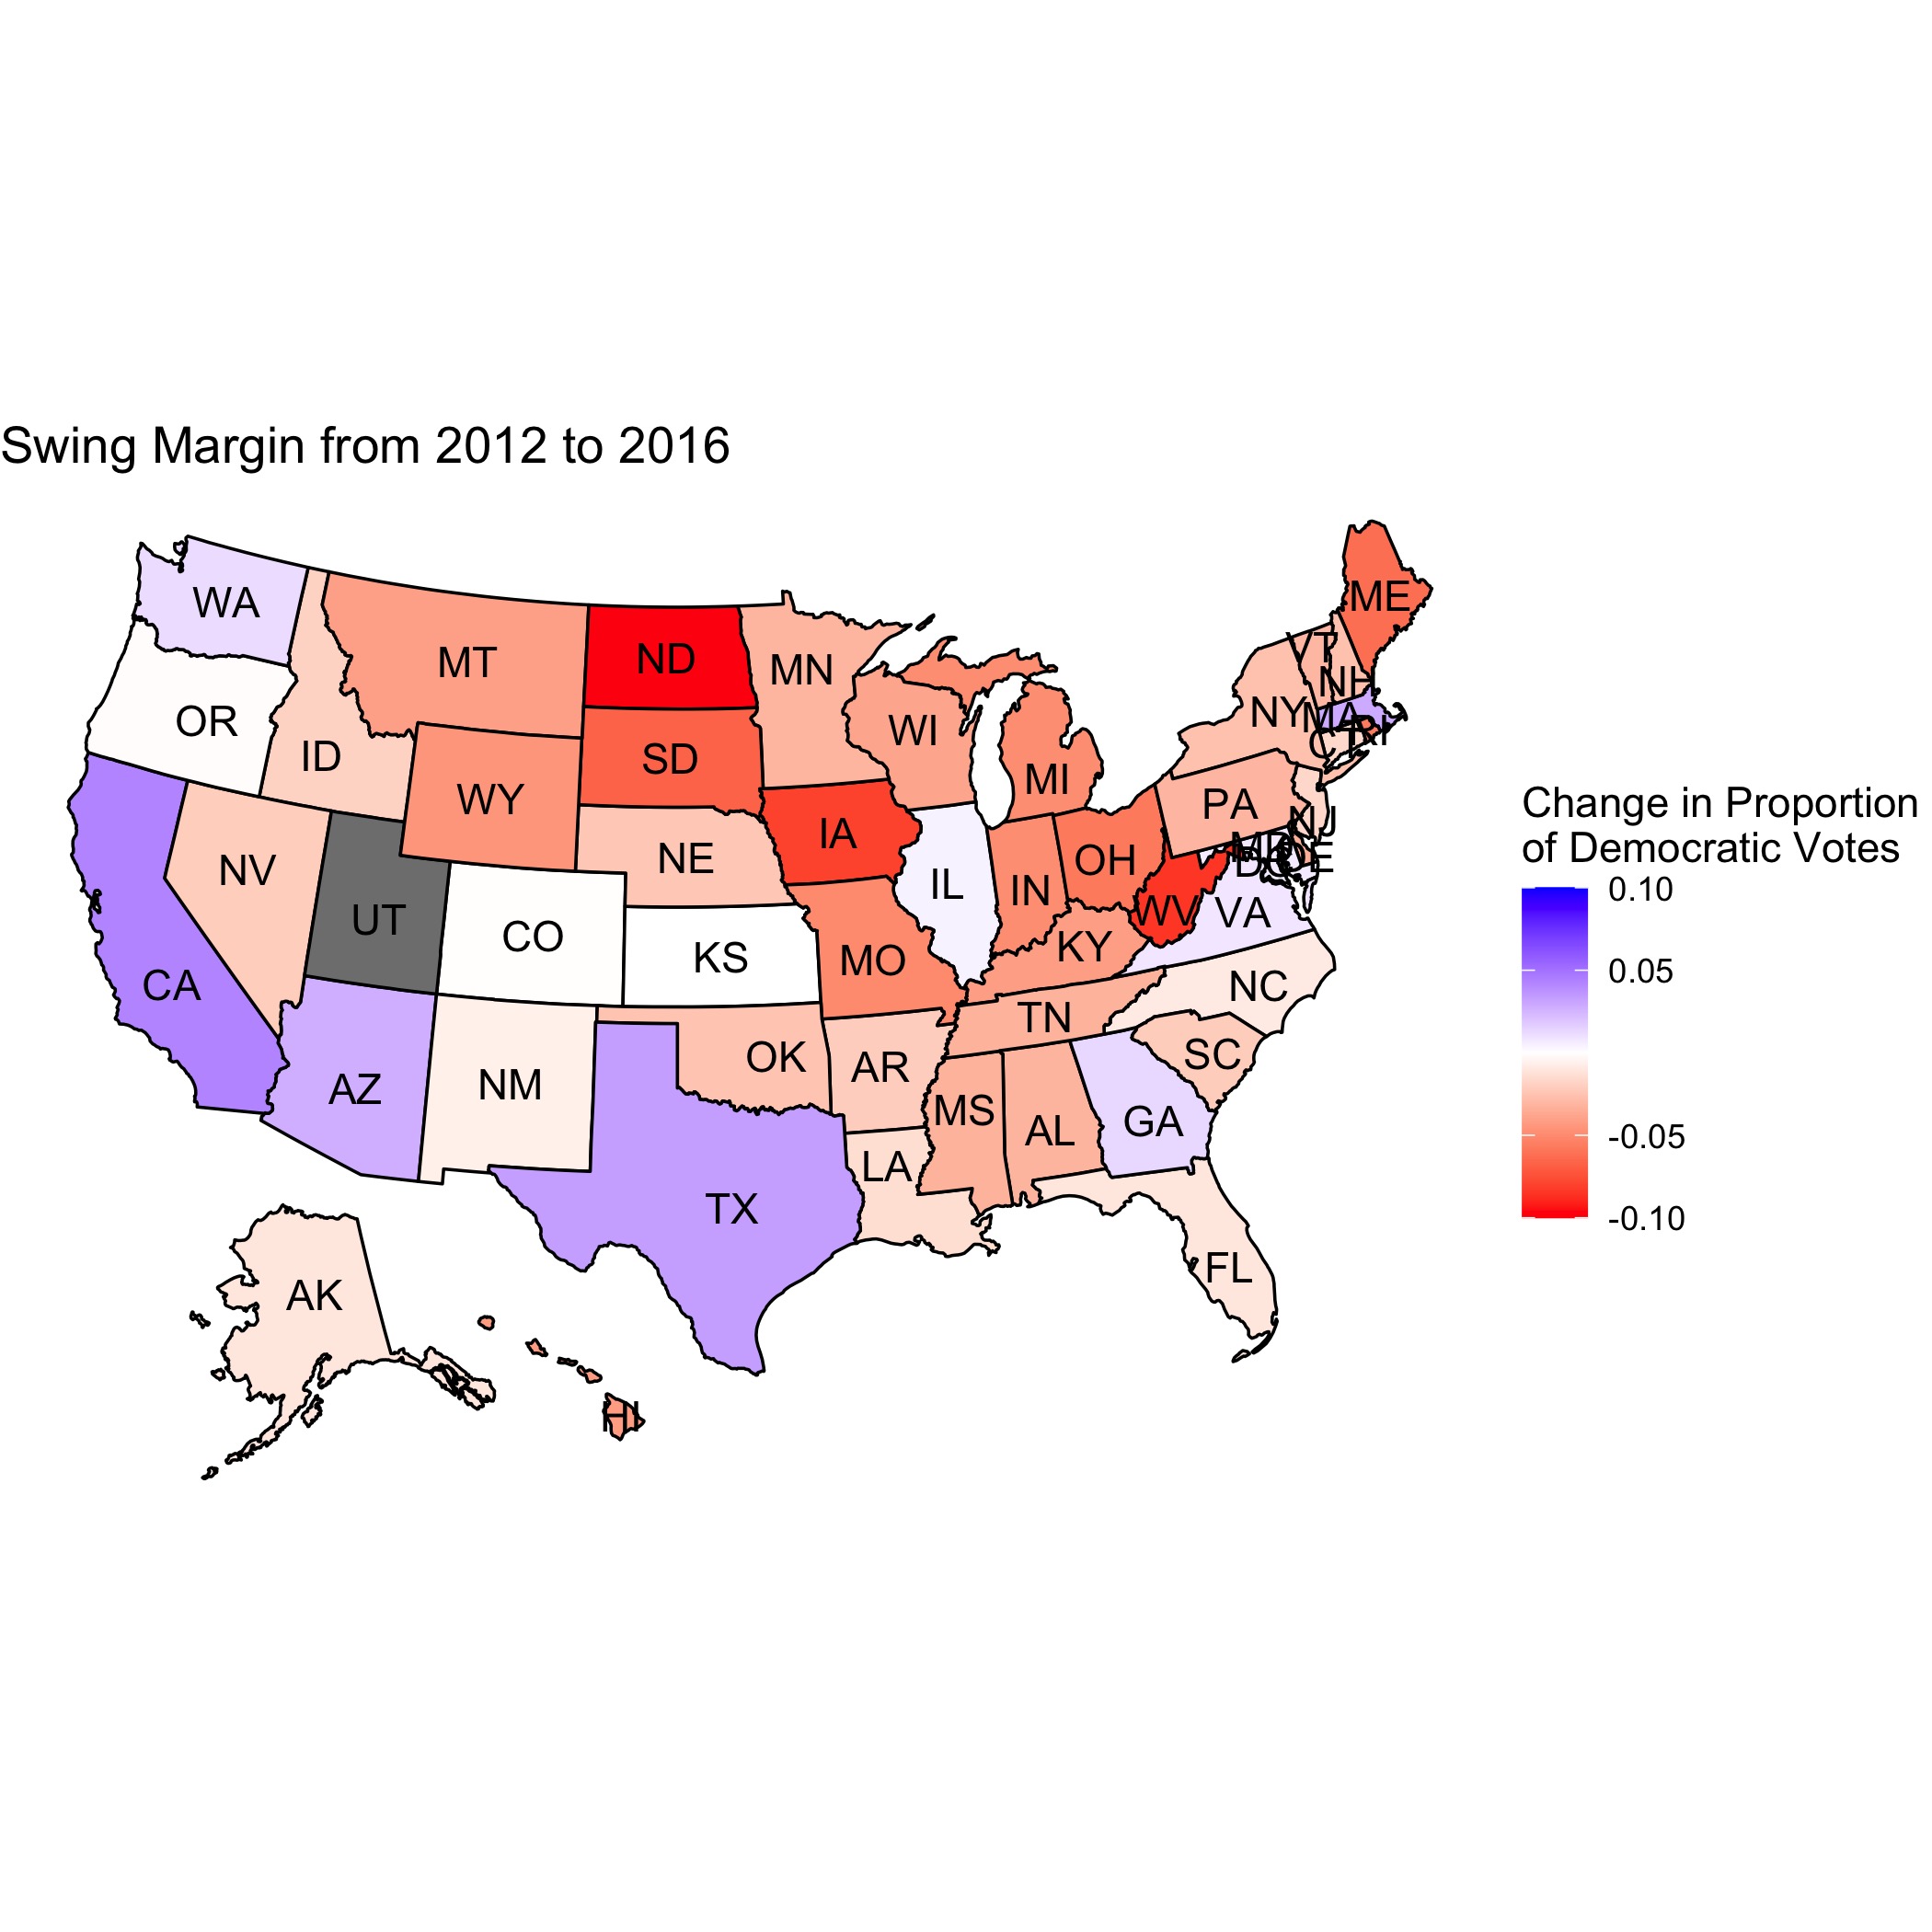 Swing Margin from 2012 to 2016
ME
WA
VT
MT
ND
MN
NH
OR
NY
MA
RI
WI
CT
ID
SD
MI
WY
PA
NJ
IA
MD
NE
OH
DC
DE
NV
IL
IN
UT
WV
VA
CO
KS
MO
KY
CA
NC
TN
OK
AR
SC
AZ
NM
MS
AL
GA
LA
TX
FL
AK
HI
Change in Proportion
of Democratic Votes
0.10
0.05
-0.05
-0.10